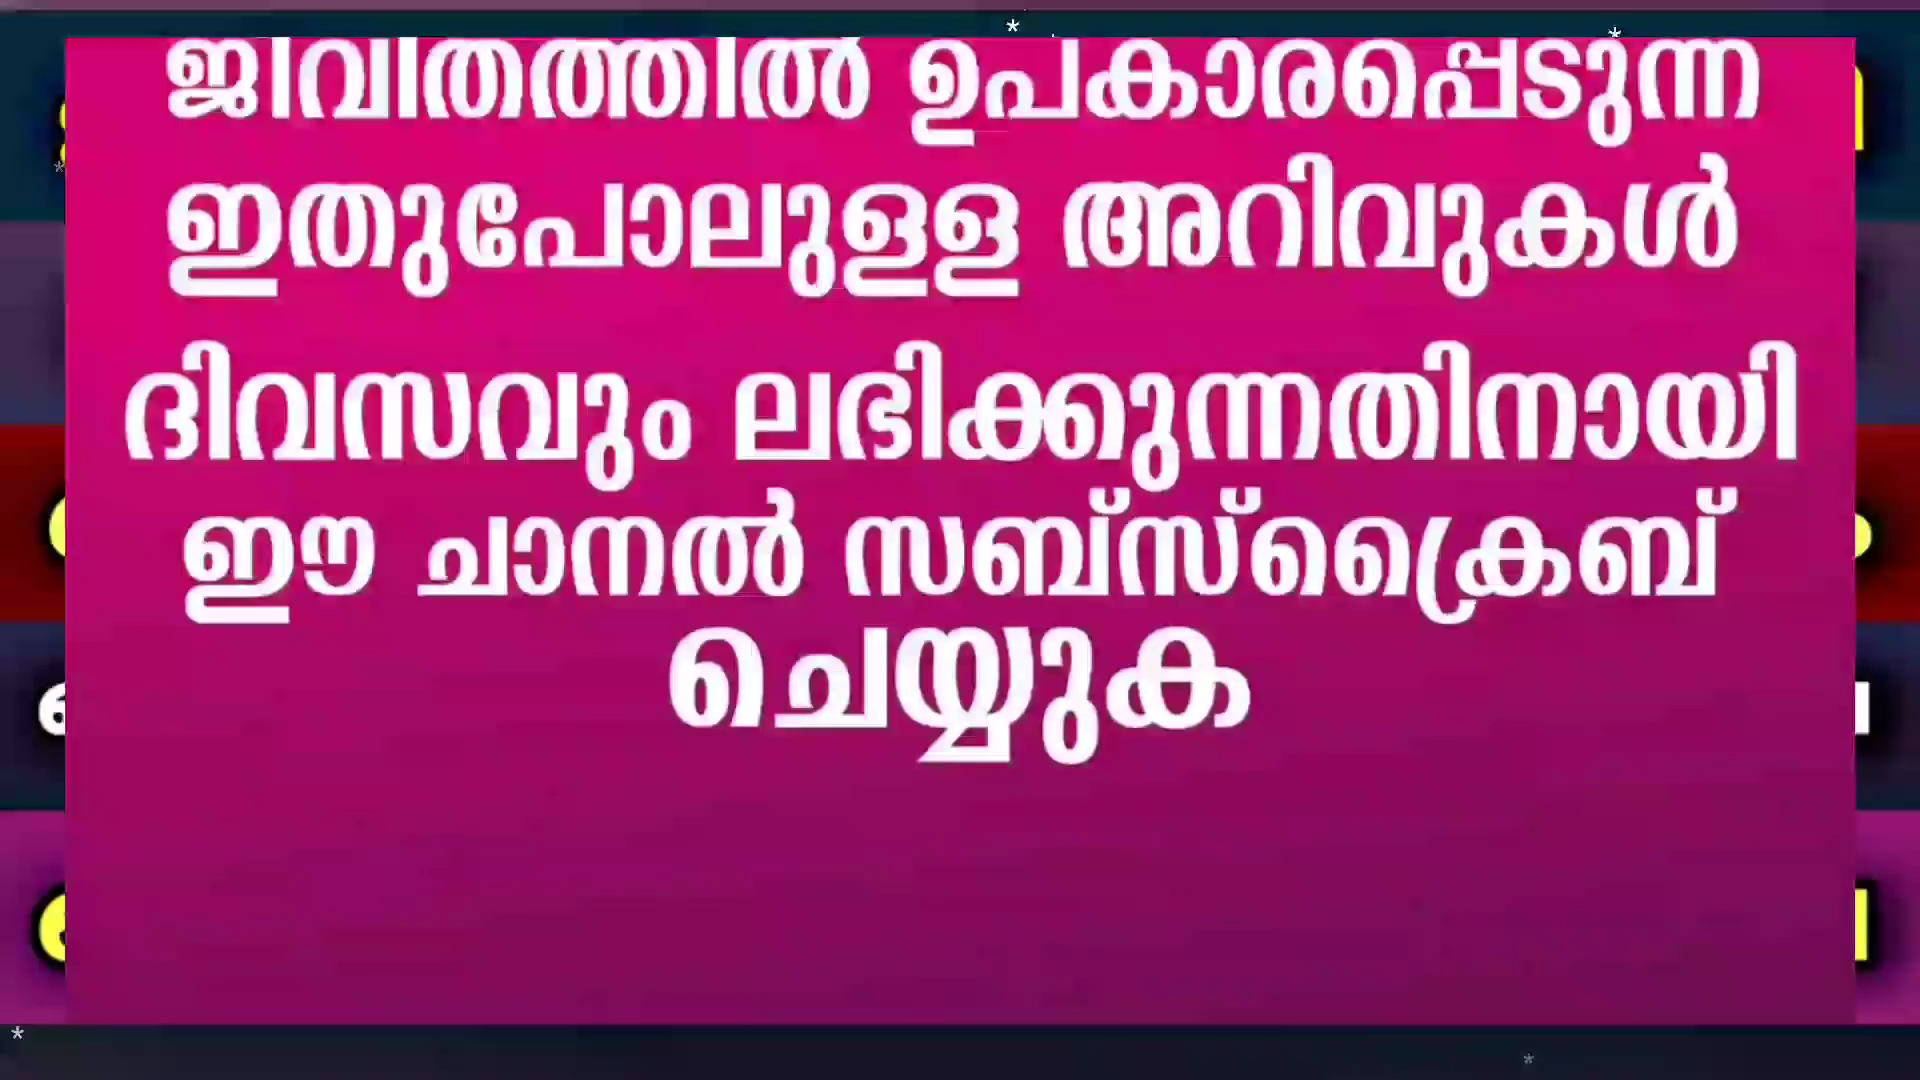 ജീവിതത്തിൽ ഉപകാരപ്പെടുന്ന
ഇതുപോലുള്ള അറിവുകൾ
ദിവസവും ലഭിക്കുന്നതിനായി
ഈ ചാനൽ സബ്സ്ക്രൈബ്
ചെയ്യുക